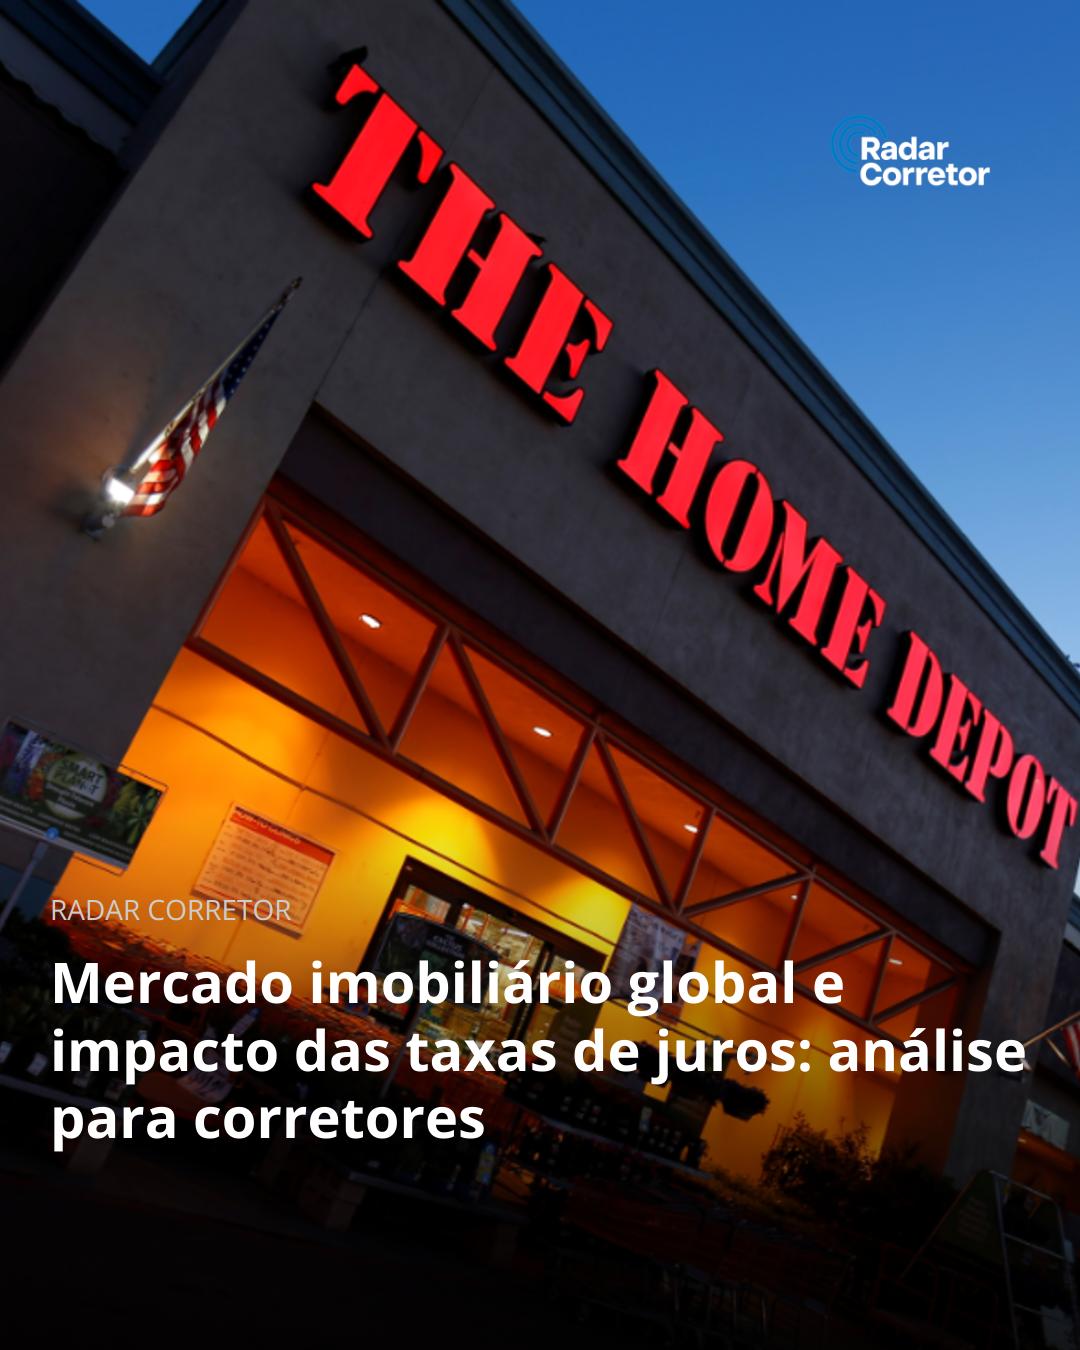 THE HOME DEPOT
Radar
Corretor
RADAR CORRETOR
Mercado imobiliário global e
impacto das taxas de juros: análise
para corretores